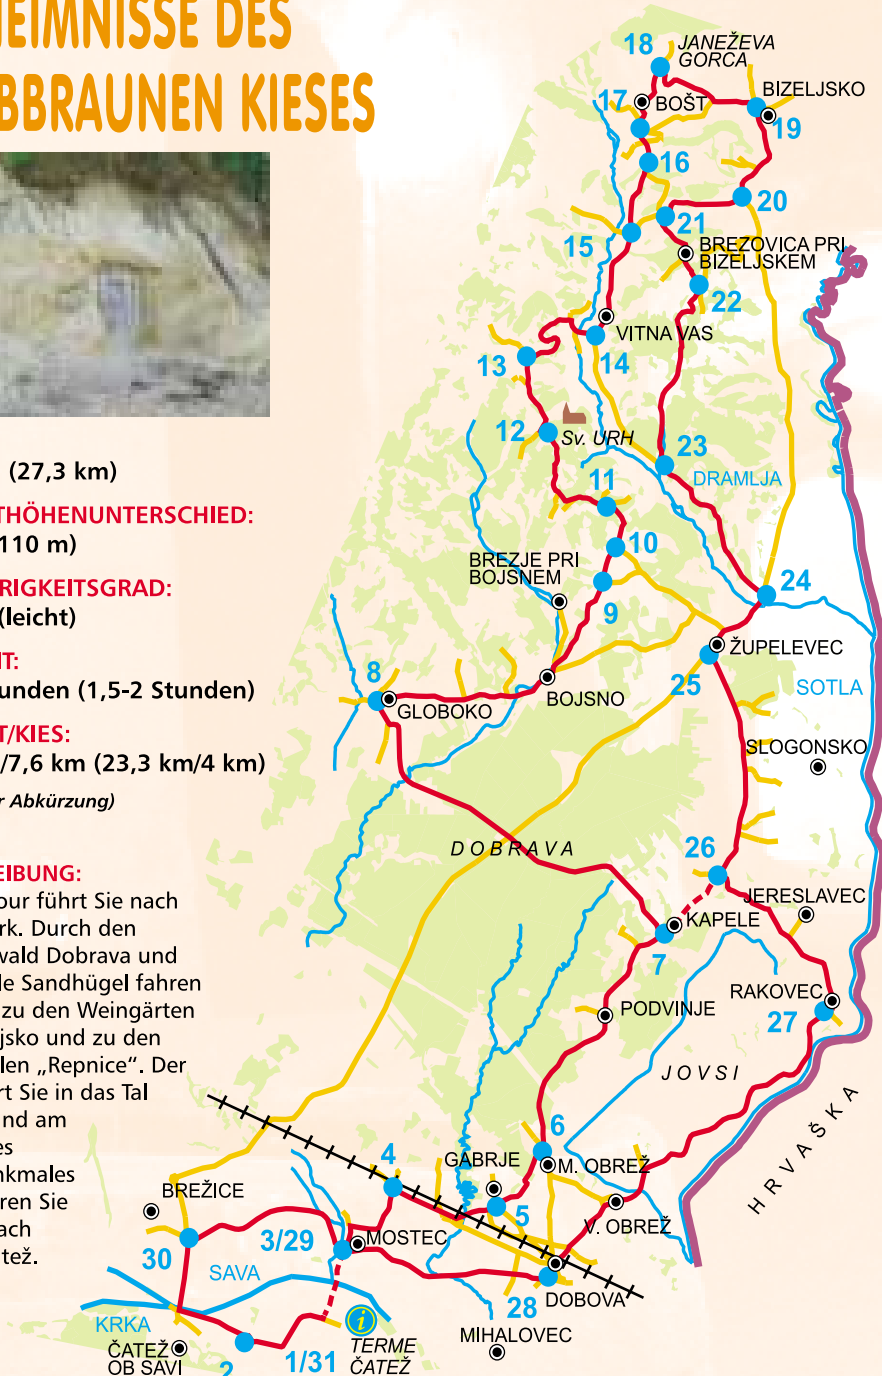 HEIMNISSE DES
BBRAUNEN KIESES
(27,3 km)
THÖHENUNTERSCHIED:
110 m)
RIGKEITSGRAD:
(leicht)
IT:
unden (1,5-2 Stunden)
T/KIES:
/7,6 km (23,3 km/4 km)
r Abkürzung)
EIBUNG:
our führt Sie nach
rk. Durch den
wald Dobrava und
de Sandhügel fahren
zu den Weingärten
jsko und zu den
len „Repnice“. Der
rt Sie in das Tal
nd am
es
nkmales
ren Sie
ach
tež.
18
JANEŽEVA
GORCA
17
BOŠT
BIZELJSKO
19
16
20
21
15
BREZOVICA PRI
BIZELJSKEM
22
VITNA VAS
14
13
12
Sv. URH
23
DRAMLJA
11
10
BREZJE PRI
BOJSNEM
9
24
ŽUPELEVEC
25
8
GLOBOKO
BOJSNO
SOTLA
SLOGONSKO
DOBRAVA
26
JERESLAVEC
KAPELE
7
RAKOVEC
27
PODVINJE
JOVSI
HRVAŠKA
6
M. OBREŽ
4
GABRJE
5
V. OBREŽ
BREŽICE
3/29
MOSTEC
30
SAVA
28
DOBOVA
KRKA
MIHALOVEC
TERME
ČATEŽ
i
ČATEŽ
OB SAVI
2
1/31